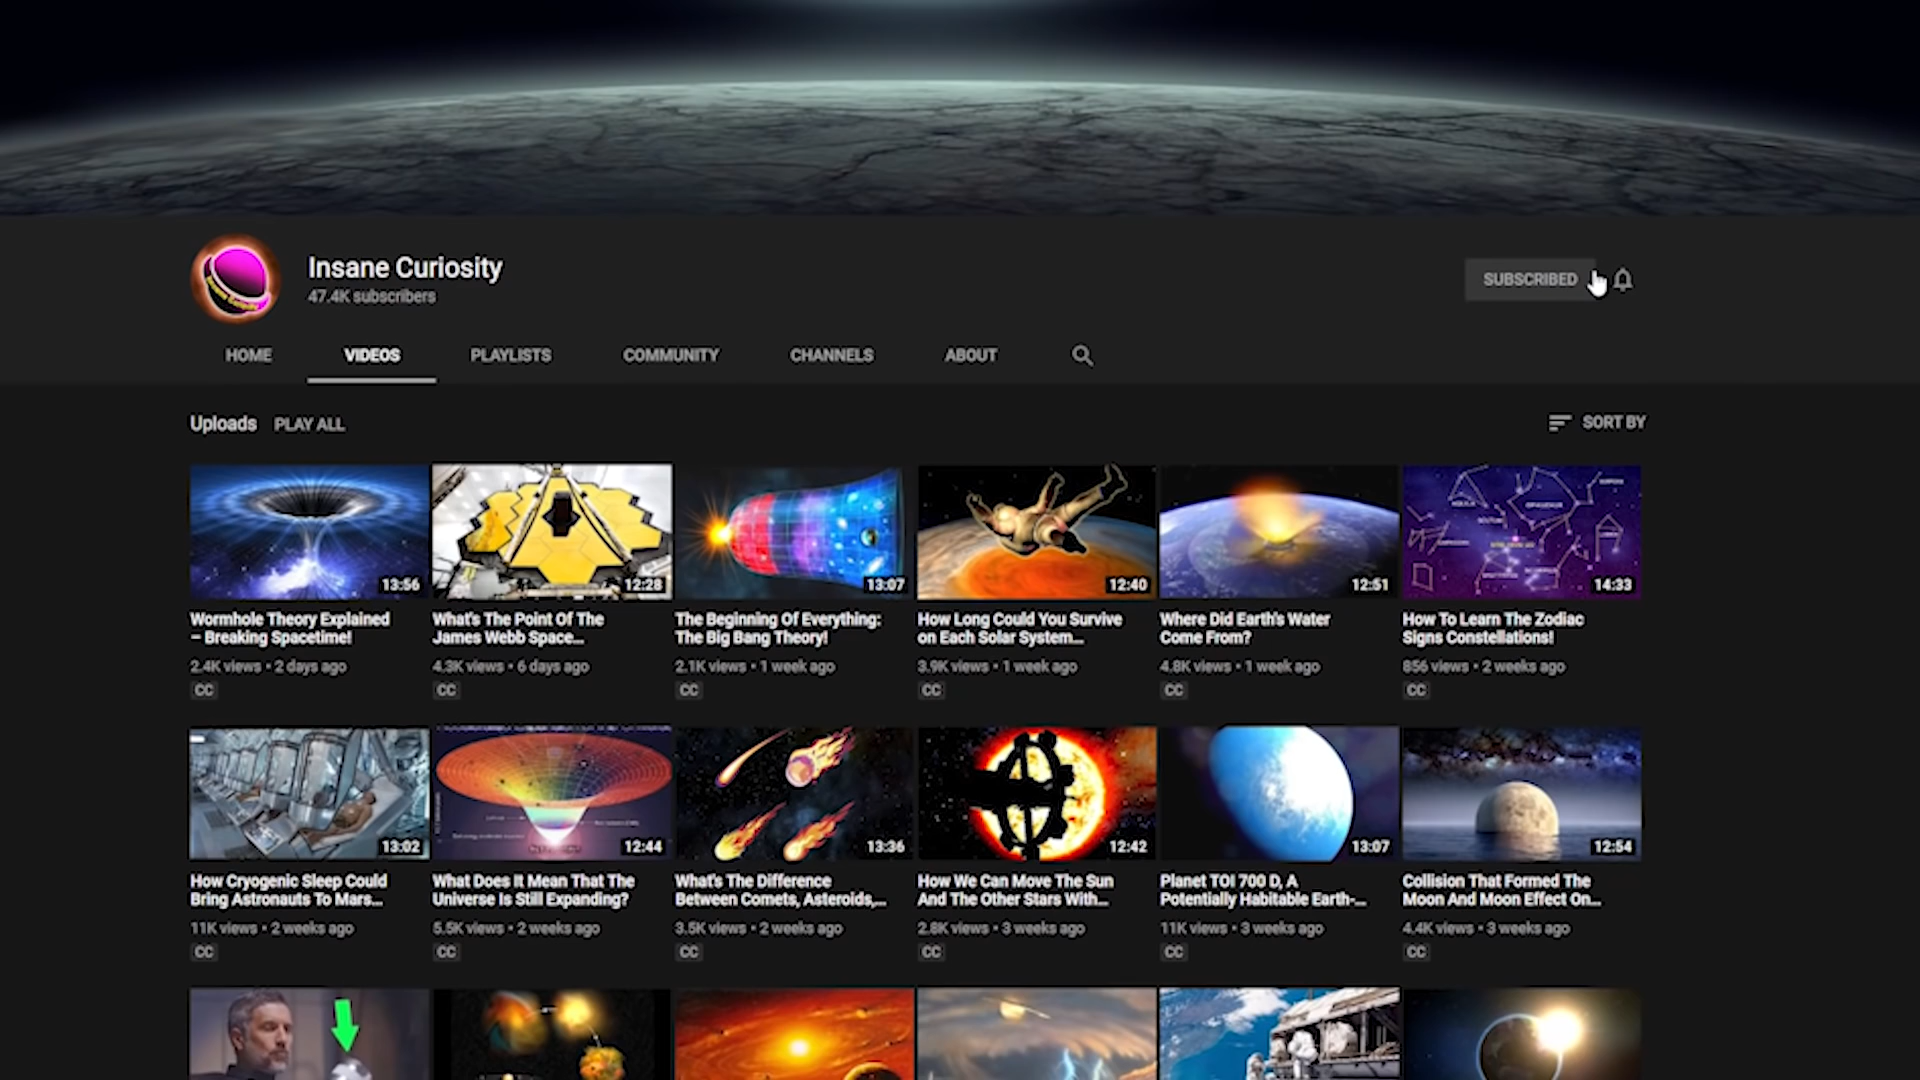 Insane Curiosity
47.4K subscribers
SUBSCRIBED
HOME VIDEOS PLAYLISTS COMMUNITY CHANNELS ABOUT
Uploads PLAY ALL SORT BY
13:56 12:28 13:07 12:40 12:51 14:33
Wormhole Theory Explained
– Breaking Spacetime!
2.4K views • 2 days ago
CC
What's The Point Of The
James Webb Space...
4.3K views • 6 days ago
CC
The Beginning Of Everything:
The Big Bang Theory!
2.1K views • 1 week ago
CC
How Long Could You Survive
on Each Solar System...
3.9K views • 1 week ago
CC
Where Did Earth's Water
Come From?
4.8K views • 1 week ago
CC
How To Learn The Zodiac
Signs Constellations!
856 views • 2 weeks ago
CC
13:02 12:44 13:36 12:42 13:07 12:54
How Cryogenic Sleep Could
Bring Astronauts To Mars...
11K views • 2 weeks ago
CC
What Does It Mean That The
Universe Is Still Expanding?
5.5K views • 2 weeks ago
CC
What's The Difference
Between Comets, Asteroids,...
3.5K views • 2 weeks ago
CC
How We Can Move The Sun
And The Other Stars With...
2.8K views • 3 weeks ago
CC
Planet TOI 700 D, A
Potentially Habitable Earth-...
11K views • 3 weeks ago
CC
Collision That Formed The
Moon And Moon Effect On...
4.4K views • 3 weeks ago
CC